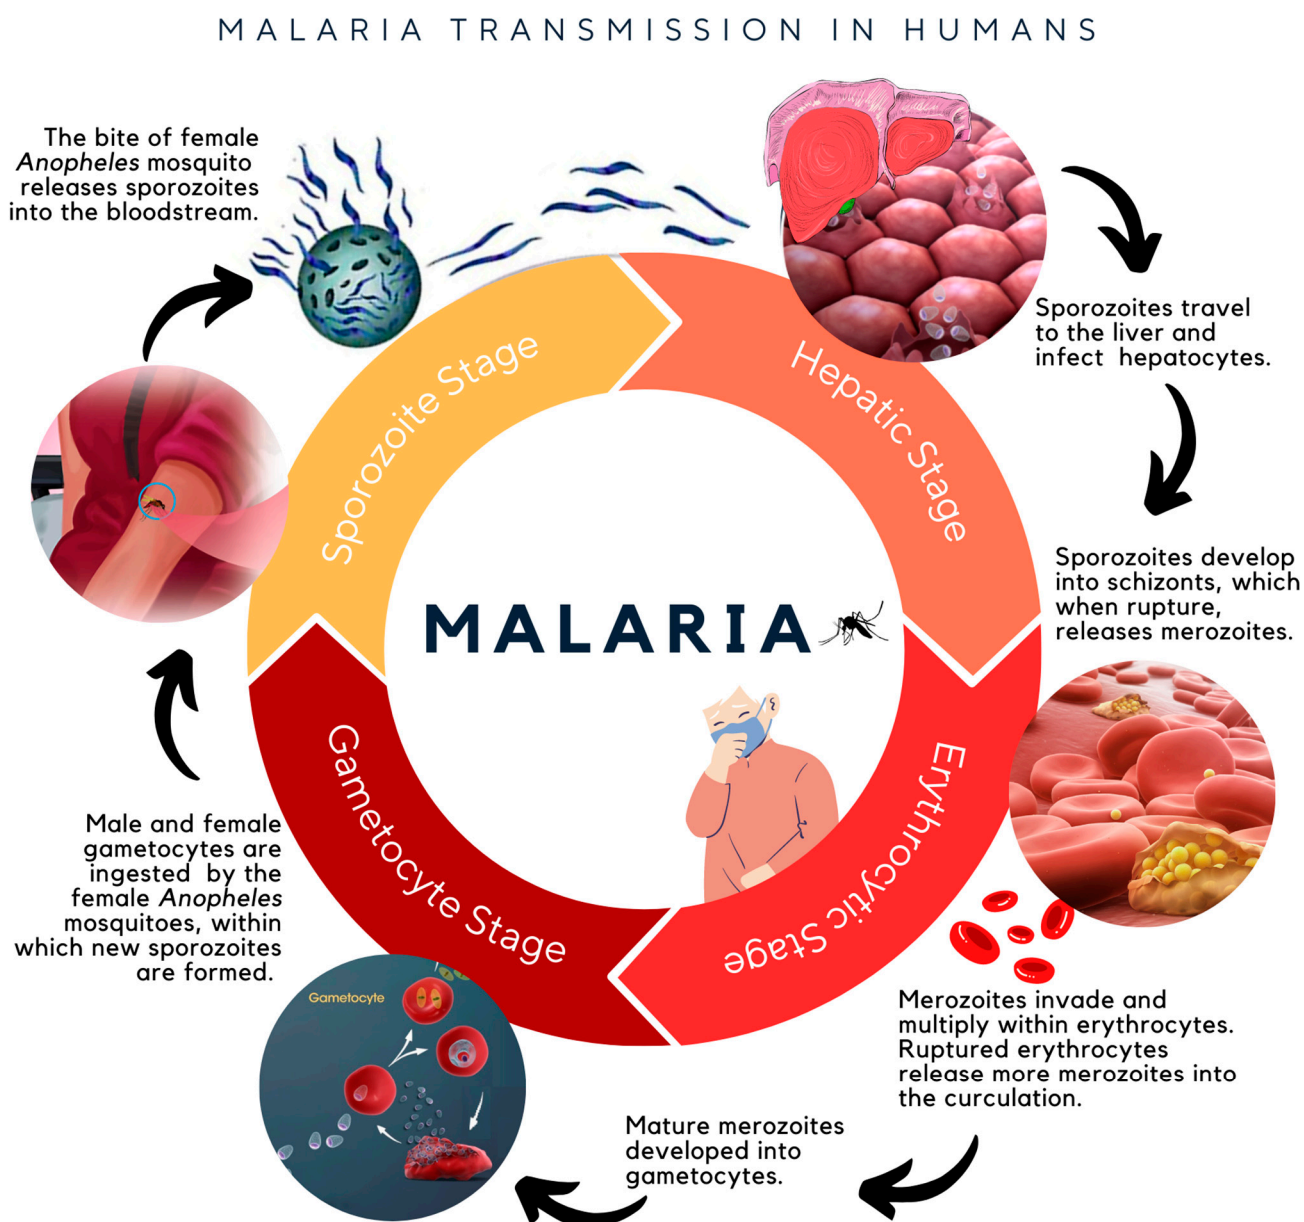 MALARIA TRANSMISSION IN HUMANS
The bite of female
Anopheles mosquito
releases sporozoites
into the bloodstream.
Sporozoite Stage
Hepatic Stage
Sporozoites travel
to the liver and
infect hepatocytes.
Sporozoites develop
into schizonts, which
when rupture,
releases merozoites.
MALARIA
Erythrocytic Stage
Merozoites invade and
multiply within erythrocytes.
Ruptured erythrocytes
release more merozoites into
the curculation.
Mature merozoites
developed into
gametocytes.
Gametocyte Stage
Gametocyte
Male and female
gametocytes are
ingested by the
female Anopheles
mosquitoes, within
which new sporozoites
are formed.